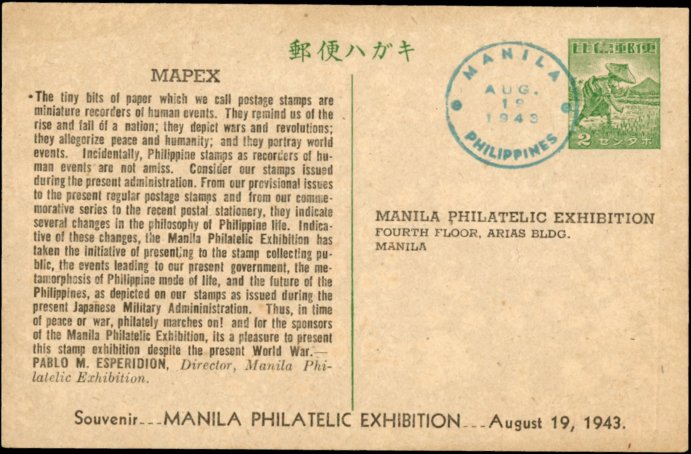 郵便ハガキ
MAPEX
•The tiny bits of paper which we call postage stamps are
miniature recorders of human events. They remind us of the
rise and fall óf a nation; they depict wars and revolutions;
they allegorize peace and humanity; and they portray world
events. Incidentally, Philippine stamps as recorders of hu-
man events are not amiss. Consider our stamps issued
during the present administration. From our provisional issues
to the present regular postage stamps and from our comme-
morative series to the recent postal stationery, they indicate
several changes in the philosophy of Philippine life. Indica-
tive of these changes, the Manila Philatelic Exhibition has
taken the initiative of presenting to the stamp collecting pu-
blic, the events leading to our present government, the me-
tamorphosis of Philippine mode of life, and the future of the
Philippines, as depicted on our stamps as issued during the
present Japanese Military Admininistration. Thus, in time
of peace or war, philately marches on! and for the sponsors
of the Manila Philatelic Exhibition, its a pleasure to present
this stamp exhibition despite the present World War.—
PABLO M. ESPERIDION, Director, Manila Phi-
latelic Exhibition.
MANILA
AUG.
19
1943
PHILIPPINES
比島郵便
2センタボ
MANILA PHILATELIC EXHIBITION
FOURTH FLOOR, ARIAS BLDG.
MANILA
Souvenir---MANILA PHILATELIC EXHIBITION---August 19, 1943.